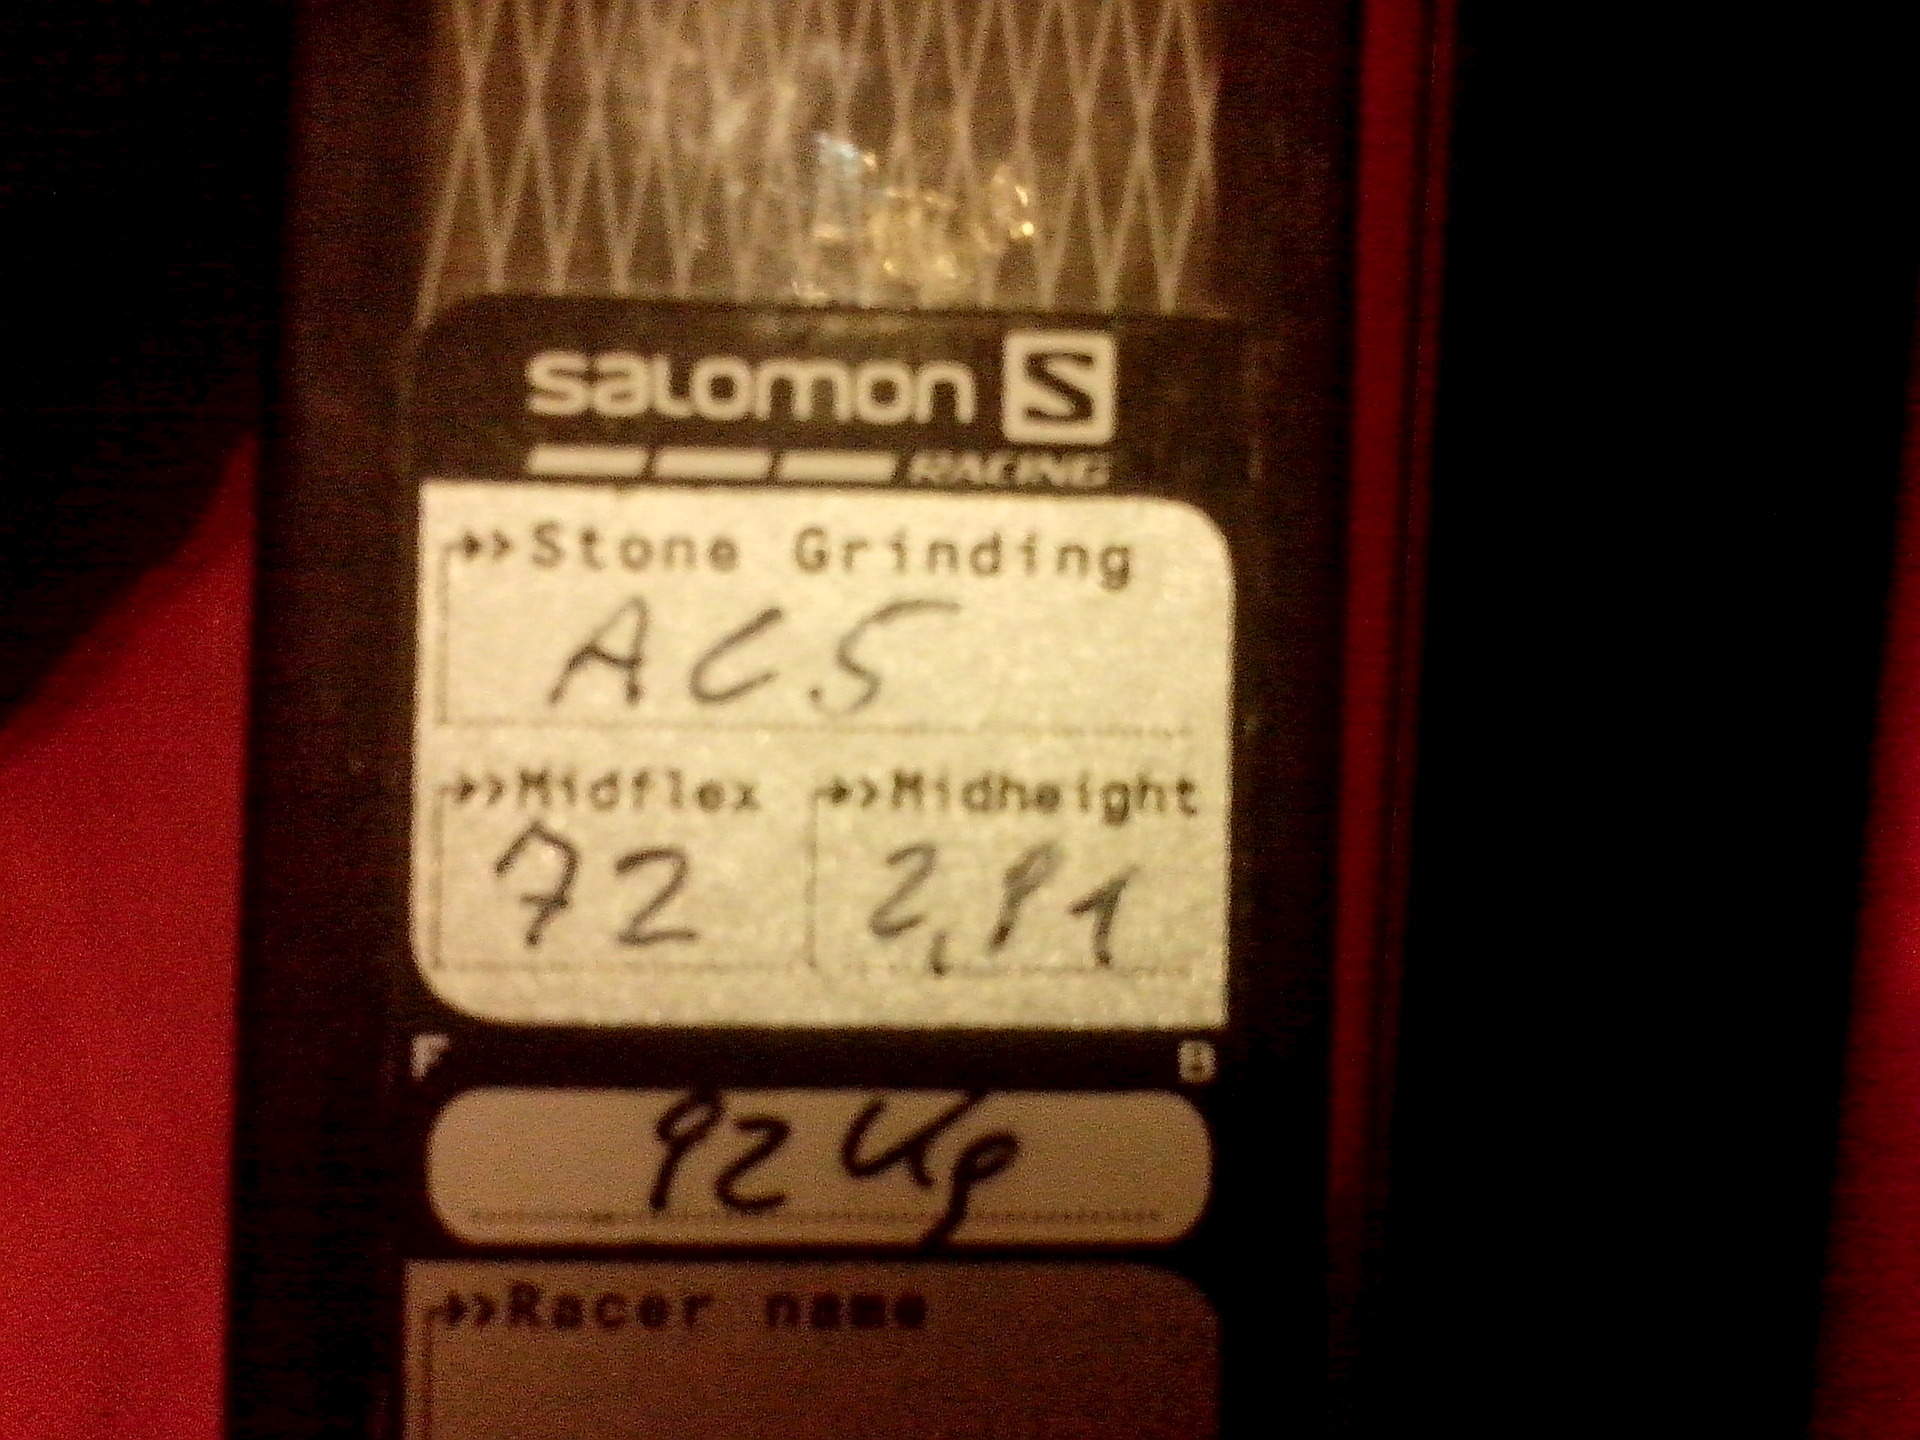 salomon S
RACING
Stone Grinding
AC5
Midflex Midheight
72 2,91
F B
92 Kg
Racer name